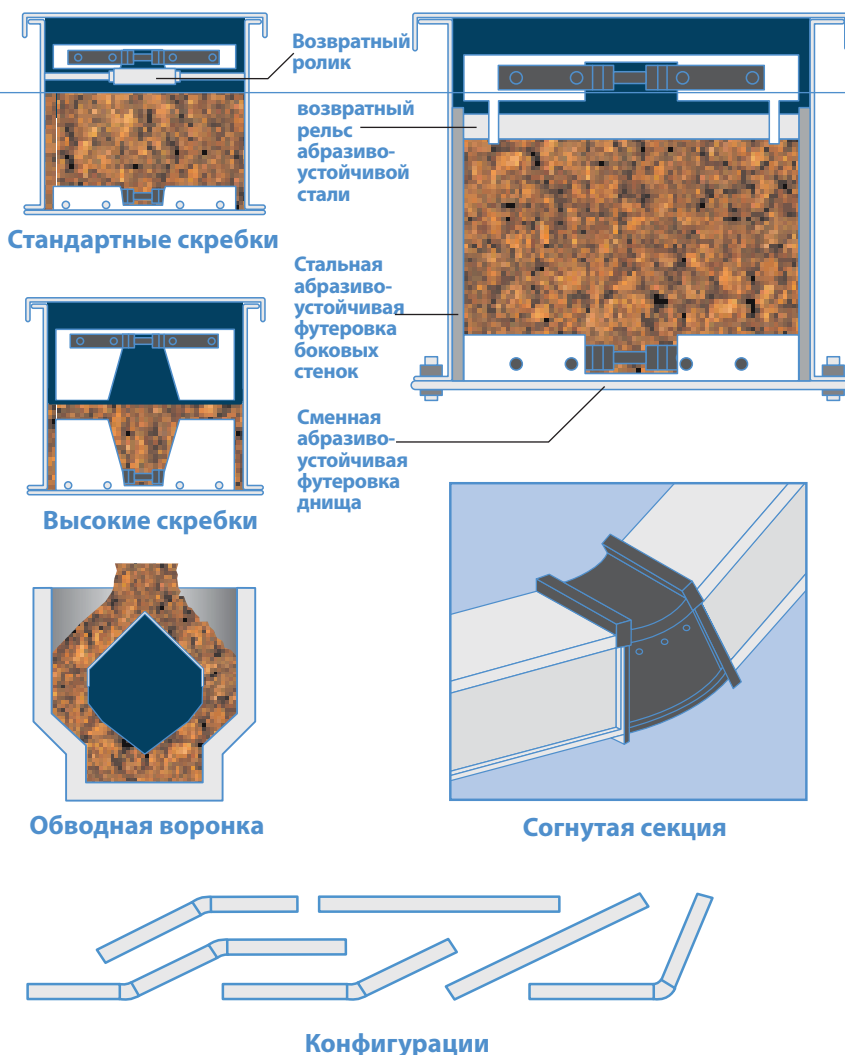 Возвратный
ролик
возвратный
рельс
абразиво-
устойчивой
стали
Стандартные скребки
Стальная
абразиво-
устойчивая
футеровка
боковых
стенок
Сменная
абразиво-
устойчивая
футеровка
днища
Высокие скребки
Обводная воронка
Согнутая секция
Конфигурации